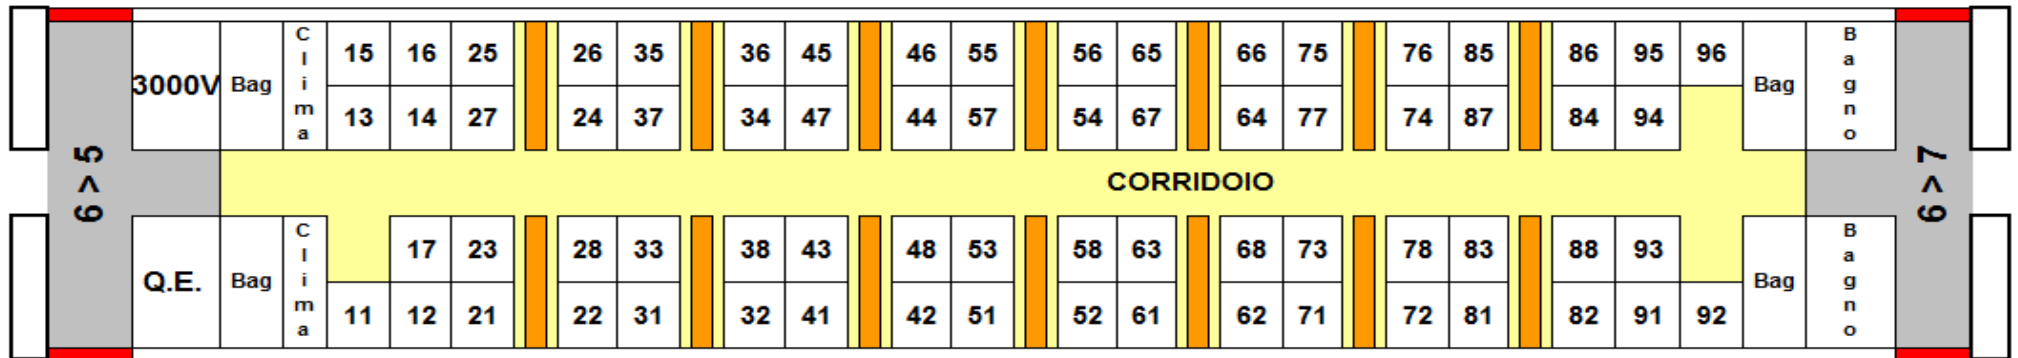 6 > 5
3000V
Bag
Clima
15 16 25 26 35 36 45 46 55 56 65 66 75 76 85 86 95 96
13 14 27 24 37 34 47 44 57 54 67 64 77 74 87 84 94
Bag
Bagno
CORRIDOIO
6 > 7
Q.E.
Bag
Clima
17 23 28 33 38 43 48 53 58 63 68 73 78 83 88 93
11 12 21 22 31 32 41 42 51 52 61 62 71 72 81 82 91 92
Bag
Bagno